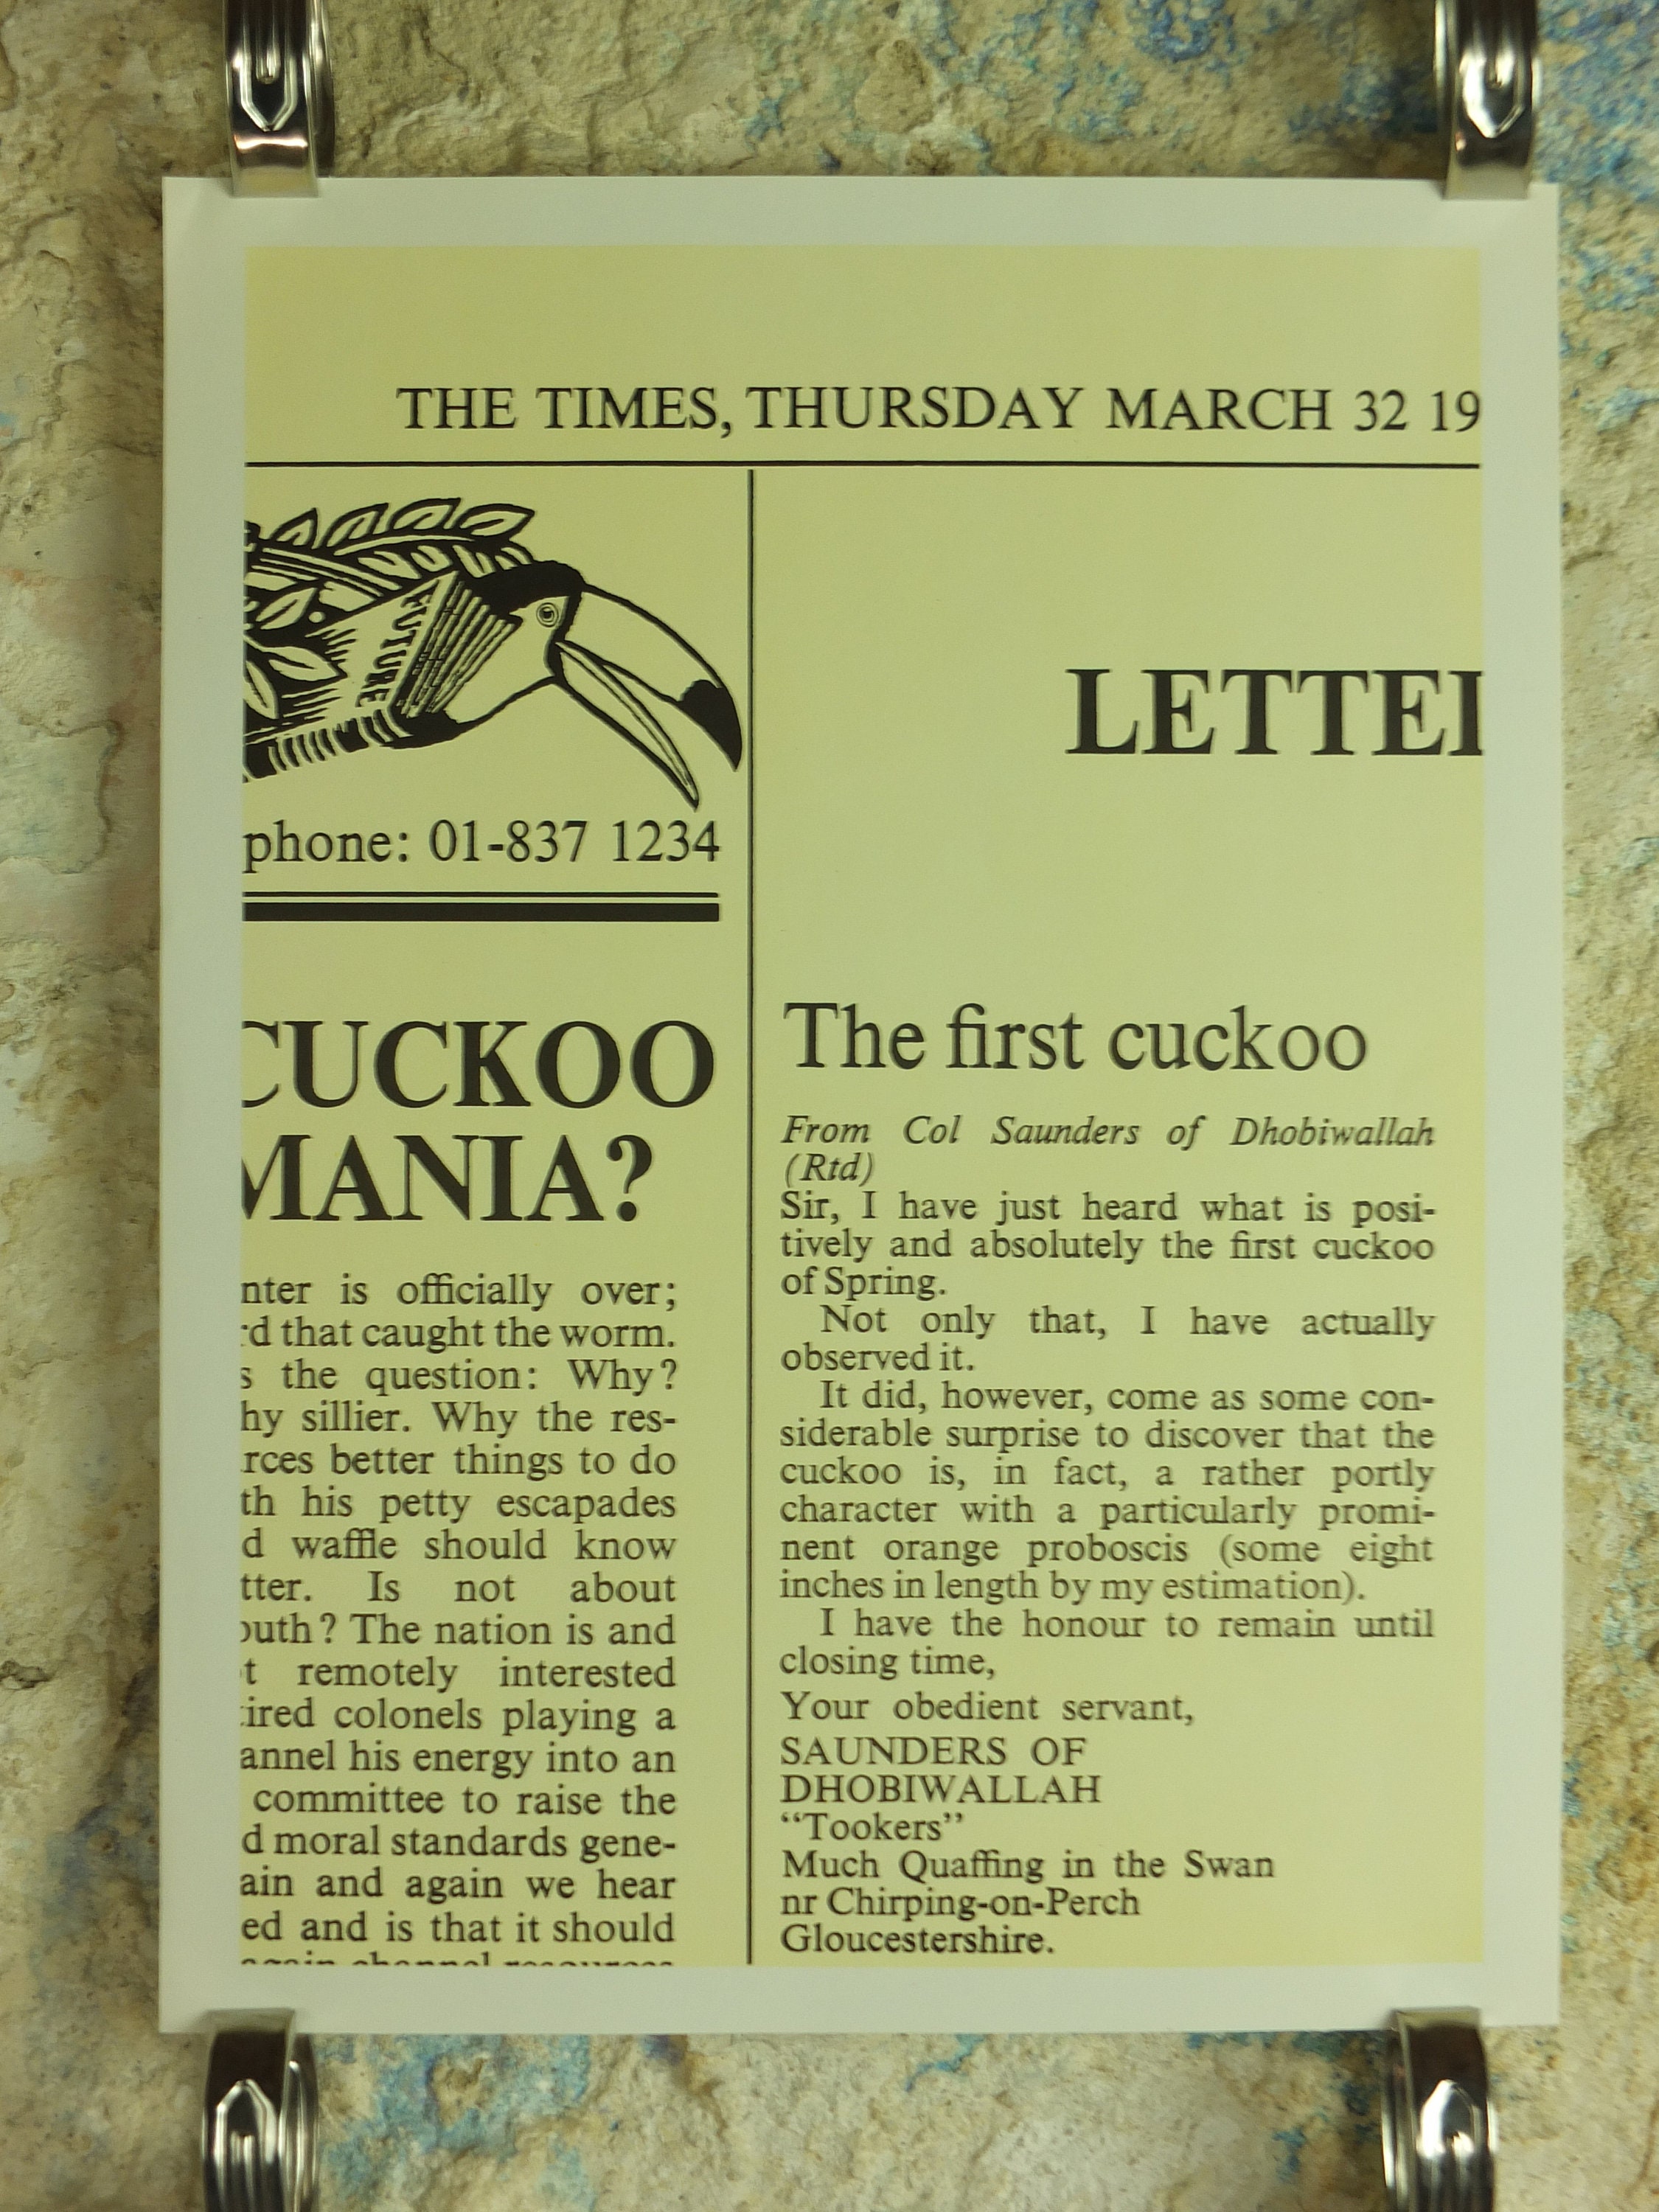 THE TIMES, THURSDAY MARCH 32 19
FUTURE
phone: 01-837 1234
CUCKOO
MANIA?
nter is officially over;
rd that caught the worm.
s the question: Why?
hy sillier. Why the res-
rces better things to do
th his petty escapades
d waffle should know
tter. Is not about
outh? The nation is and
t remotely interested
ired colonels playing a
annel his energy into an
committee to raise the
d moral standards gene-
ain and again we hear
ed and is that it should
again channel resources
LETTER
The first cuckoo
From Col Saunders of Dhobiwallah
(Rtd)
Sir, I have just heard what is posi-
tively and absolutely the first cuckoo
of Spring.
Not only that, I have actually
observed it.
It did, however, come as some con-
siderable surprise to discover that the
cuckoo is, in fact, a rather portly
character with a particularly promi-
nent orange proboscis (some eight
inches in length by my estimation).
I have the honour to remain until
closing time,
Your obedient servant,
SAUNDERS OF
DHOBIWALLAH
“Tookers”
Much Quaffing in the Swan
nr Chirping-on-Perch
Gloucestershire.